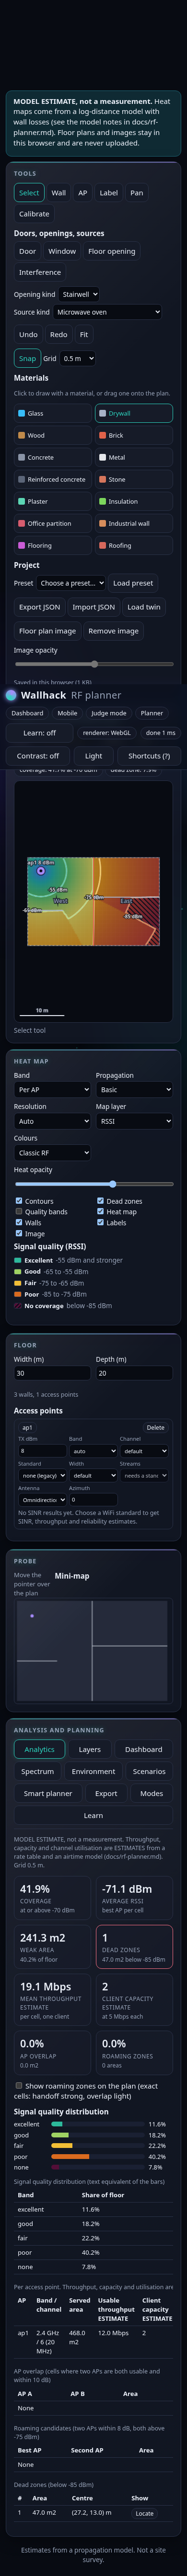 MODEL ESTIMATE, not a measurement. Heat
maps come from a log-distance model with
wall losses (see the model notes in docs/rf-
planner.md). Floor plans and images stay in
this browser and are never uploaded.
TOOLS
Select Wall AP Label Pan
Calibrate
Doors, openings, sources
Door Window Floor opening
Interference
Opening kind Stairwell
Source kind Microwave oven
Undo Redo Fit
Snap Grid 0.5 m
Materials
Click to draw with a material, or drag one onto the plan.
Glass Drywall
Wood Brick
Concrete Metal
Reinforced concrete Stone
Plaster Insulation
Office partition Industrial wall
Flooring Roofing
Project
Preset Choose a preset... Load preset
Export JSON Import JSON Load twin
Floor plan image Remove image
Image opacity
Saved in this browser (1 KB)
Wallhack RF planner
Dashboard Mobile Judge mode Planner
Learn: off renderer: WebGL done 1 ms
Contrast: off Light Shortcuts (?)
ap1 8 dBm
-55 dBm
West
-75 dBm
East
-65 dBm
-85 dBm
10 m
Select tool
HEAT MAP
Band Propagation
Per AP Basic
Resolution Map layer
Auto RSSI
Colours
Classic RF
Heat opacity
Contours Dead zones
Quality bands Heat map
Walls Labels
Image
Signal quality (RSSI)
Excellent -55 dBm and stronger
Good -65 to -55 dBm
Fair -75 to -65 dBm
Poor -85 to -75 dBm
No coverage below -85 dBm
FLOOR
Width (m) Depth (m)
30 20
3 walls, 1 access points
Access points
ap1 Delete
TX dBm Band Channel
8 auto default
Standard Width Streams
none (legacy) default needs a stan
Antenna Azimuth
Omnidirection 0
No SINR results yet. Choose a WiFi standard to get
SINR, throughput and reliability estimates.
PROBE
Move the
pointer over
the plan
Mini-map
ANALYSIS AND PLANNING
Analytics Layers Dashboard
Spectrum Environment Scenarios
Smart planner Export Modes
Learn
MODEL ESTIMATE, not a measurement. Throughput,
capacity and channel utilisation are ESTIMATES from a
rate table and an airtime model (docs/rf-planner.md).
Grid 0.5 m.
41.9%
COVERAGE
at or above -70 dBm
-71.1 dBm
AVERAGE RSSI
best AP per cell
241.3 m2
WEAK AREA
40.2% of floor
1
DEAD ZONES
47.0 m2 below -85 dBm
19.1 Mbps
MEAN THROUGHPUT
ESTIMATE
per cell, one client
2
CLIENT CAPACITY
ESTIMATE
at 5 Mbps each
0.0%
AP OVERLAP
0.0 m2
0.0%
ROAMING ZONES
0 areas
Show roaming zones on the plan (exact
cells: handoff strong, overlap light)
Signal quality distribution
excellent 11.6%
good 18.2%
fair 22.2%
poor 40.2%
none 7.8%
Signal quality distribution (text equivalent of the bars)
Band Share of floor
excellent 11.6%
good 18.2%
fair 22.2%
poor 40.2%
none 7.8%
Per access point. Throughput, capacity and utilisation are
AP Band / channel Served area Usable throughput ESTIMATE Client capacity ESTIMATE
ap1 2.4 GHz / 6 (20 MHz) 468.0 m2 12.0 Mbps 2
AP overlap (cells where two APs are both usable and
within 10 dB)
AP A AP B Area
None
Roaming candidates (two APs within 8 dB, both above
-75 dBm)
Best AP Second AP Area
None
Dead zones (below -85 dBm)
# Area Centre Show
1 47.0 m2 (27.2, 13.0) m Locate
Estimates from a propagation model. Not a site
survey.